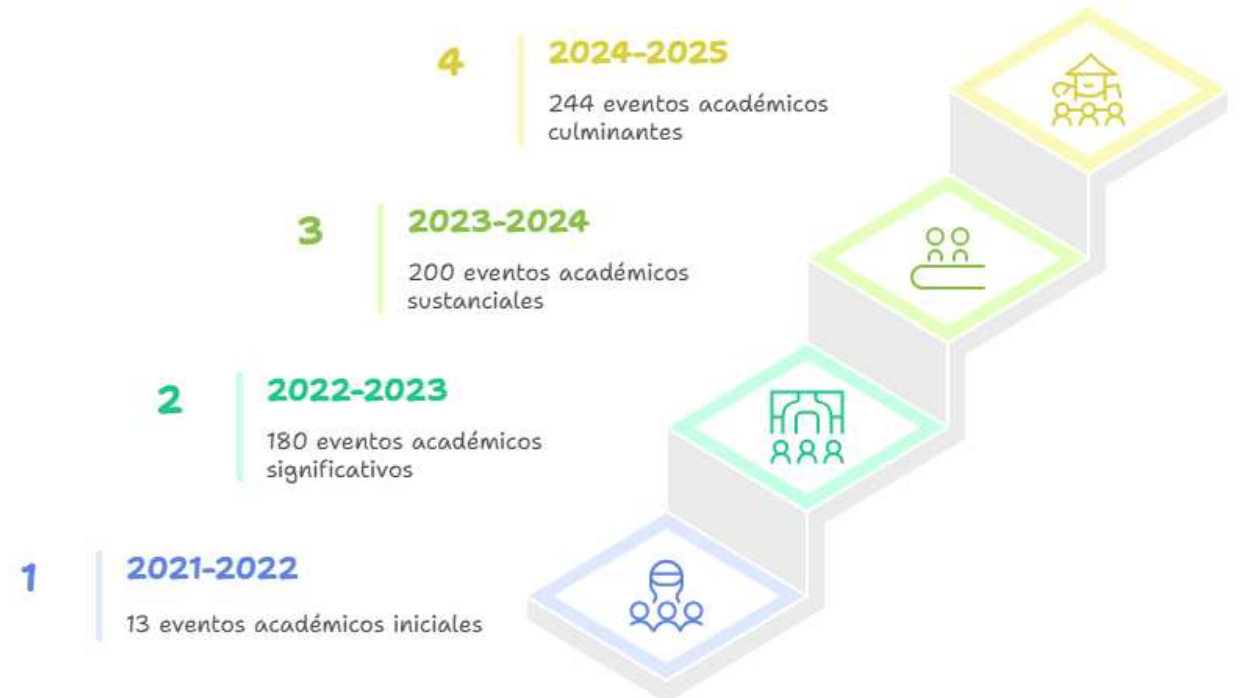 4
2024-2025
244 eventos académicos
culminantes
3
2023-2024
200 eventos académicos
sustanciales
2
2022-2023
180 eventos académicos
significativos
1
2021-2022
13 eventos académicos iniciales